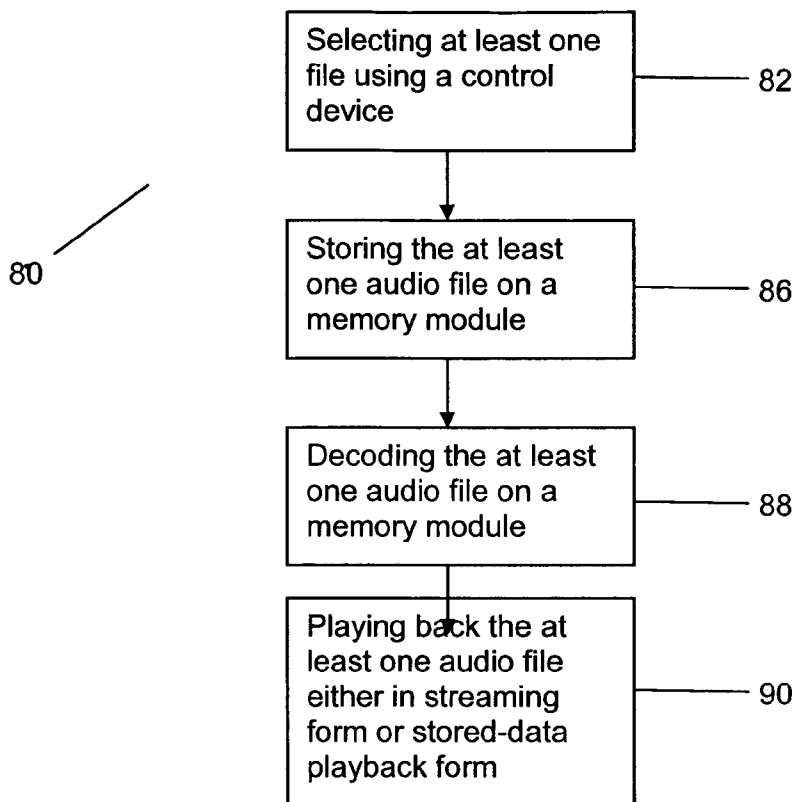 Selecting at least one
file using a control
device
82
80
Storing the at least
one audio file on a
memory module
86
Decoding the at least
one audio file on a
memory module
88
Playing back the at
least one audio file
either in streaming
form or stored-data
playback form
90